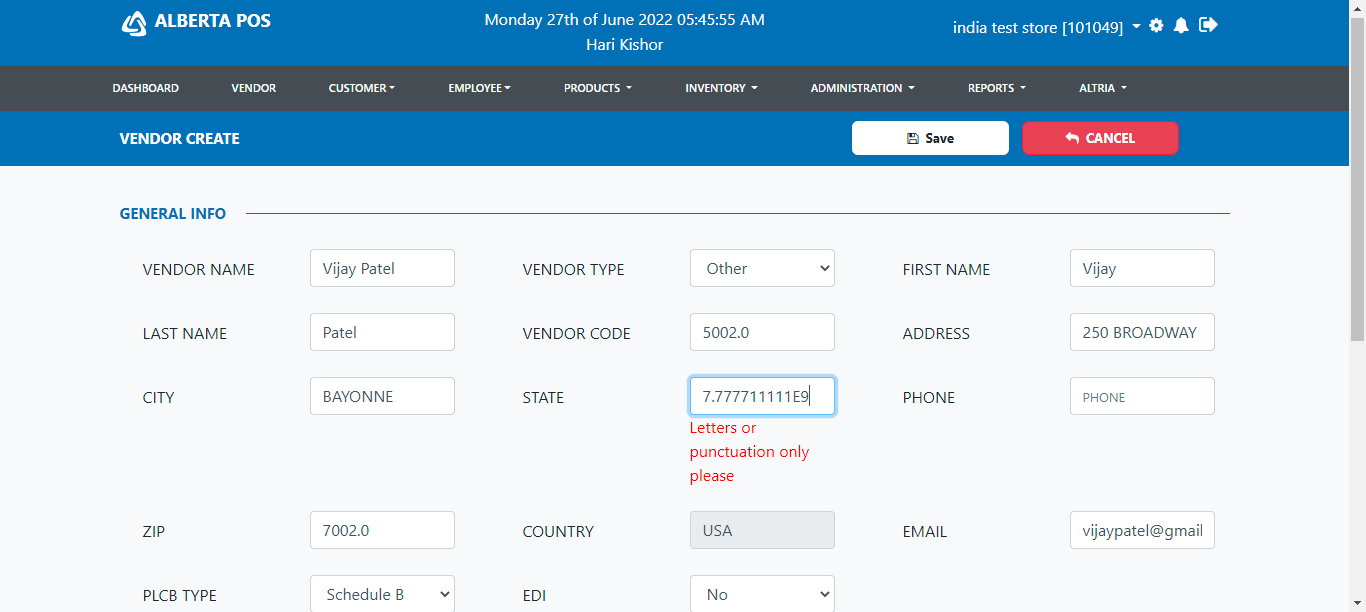 ALBERTA POS
Monday 27th of June 2022 05:45:55 AM
Hari Kishor
india test store [101049]
DASHBOARD VENDOR CUSTOMER EMPLOYEE PRODUCTS INVENTORY ADMINISTRATION REPORTS ALTRIA
VENDOR CREATE
Save
CANCEL
GENERAL INFO
VENDOR NAME Vijay Patel VENDOR TYPE Other FIRST NAME Vijay
LAST NAME Patel VENDOR CODE 5002.0 ADDRESS 250 BROADWAY
CITY BAYONNE STATE 7.777711111E9 PHONE PHONE
Letters or
punctuation only
please
ZIP 7002.0 COUNTRY USA EMAIL vijaypatel@gmail
PLCB TYPE Schedule B EDI No